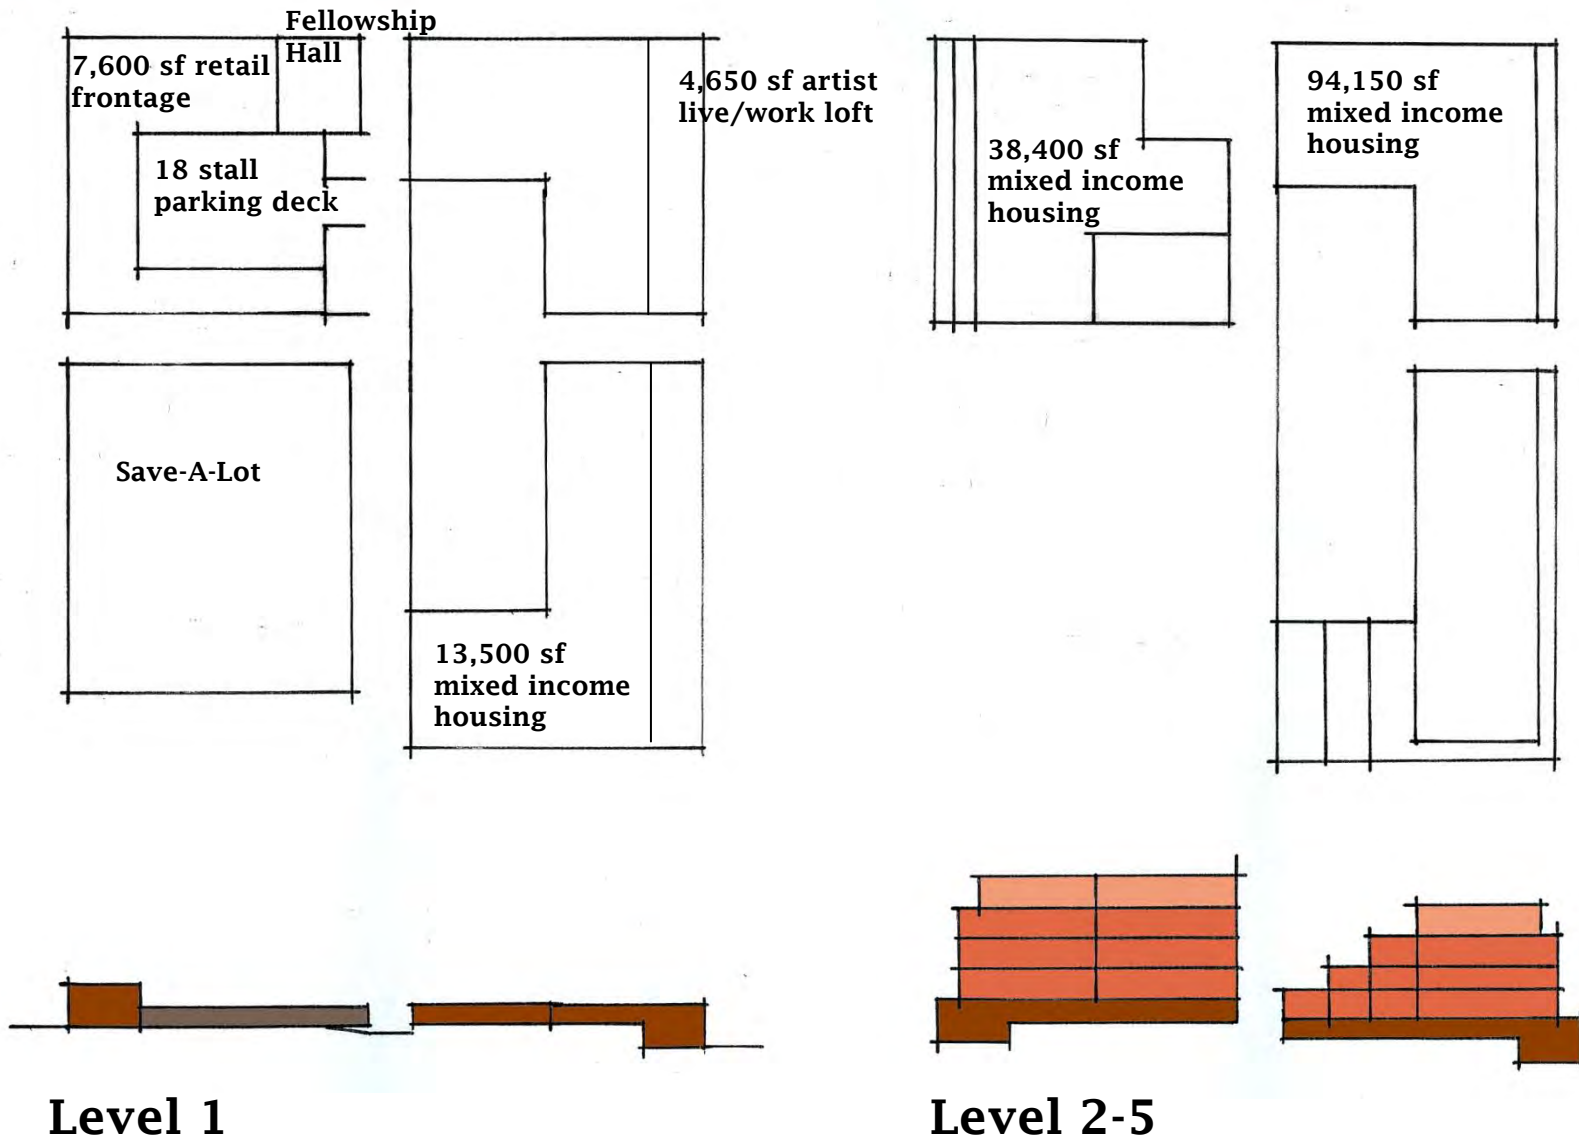 Fellowship
Hall
7,600 sf retail
frontage
18 stall
parking deck
4,650 sf artist
live/work loft
Save-A-Lot
13,500 sf
mixed income
housing
38,400 sf
mixed income
housing
94,150 sf
mixed income
housing
Level 1
Level 2-5